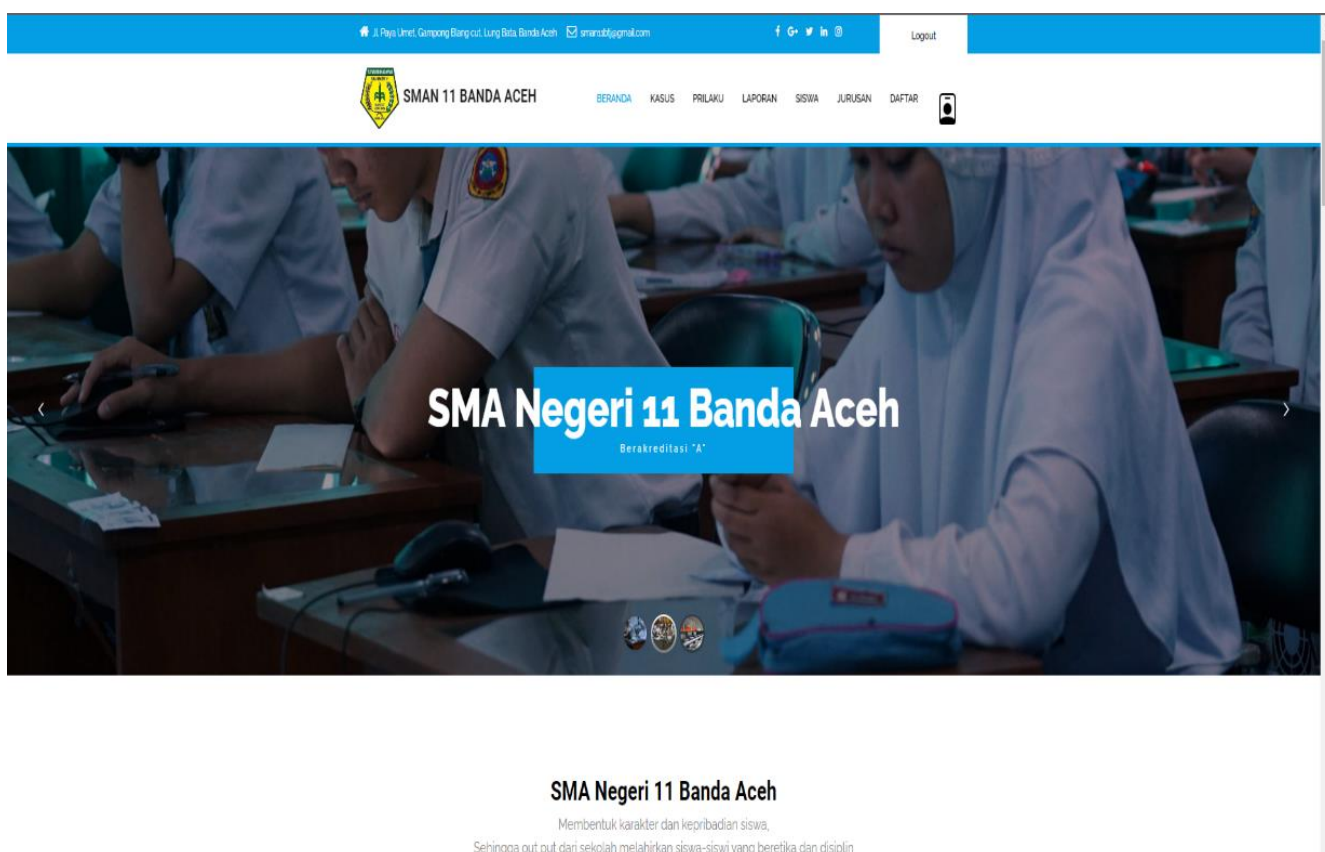 Jl. Paya Umet, Gampong Blang cut, Lung Bata, Banda Aceh
Logout
SMAN 11 BANDA ACEH
BERANDA KASUS PRILAKU LAPORAN SISWA JURUSAN DAFTAR
SMA Negeri 11 Banda Aceh
Berakreditasi "A"
SMA Negeri 11 Banda Aceh
Membentuk karakter dan kepribadian siswa,
Sehingga out put dari sekolah melahirkan siswa-siswi yang beretika dan disiplin